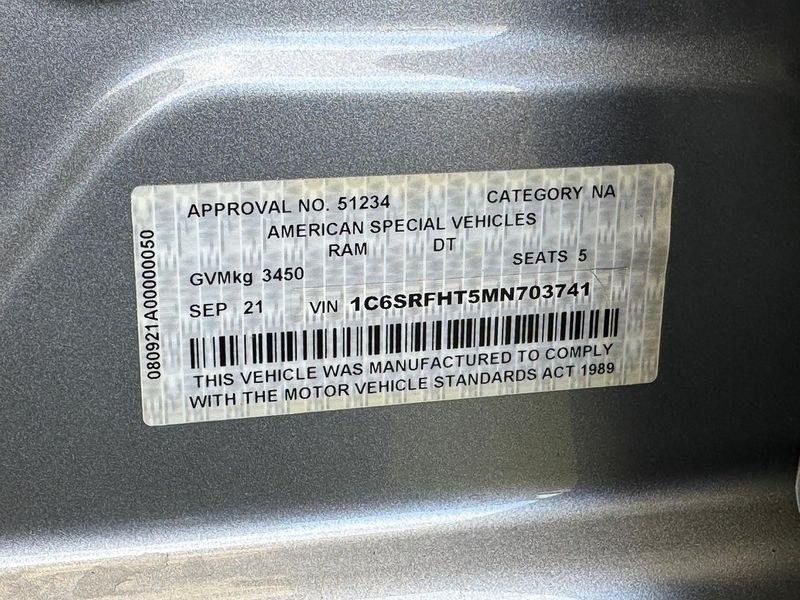 APPROVAL NO. 51234 CATEGORY NA
AMERICAN SPECIAL VEHICLES
RAM DT
GVMkg 3450 SEATS 5
SEP 21 VIN 1C6SRFHT5MN703741
THIS VEHICLE WAS MANUFACTURED TO COMPLY
WITH THE MOTOR VEHICLE STANDARDS ACT 1989
080921A00000050